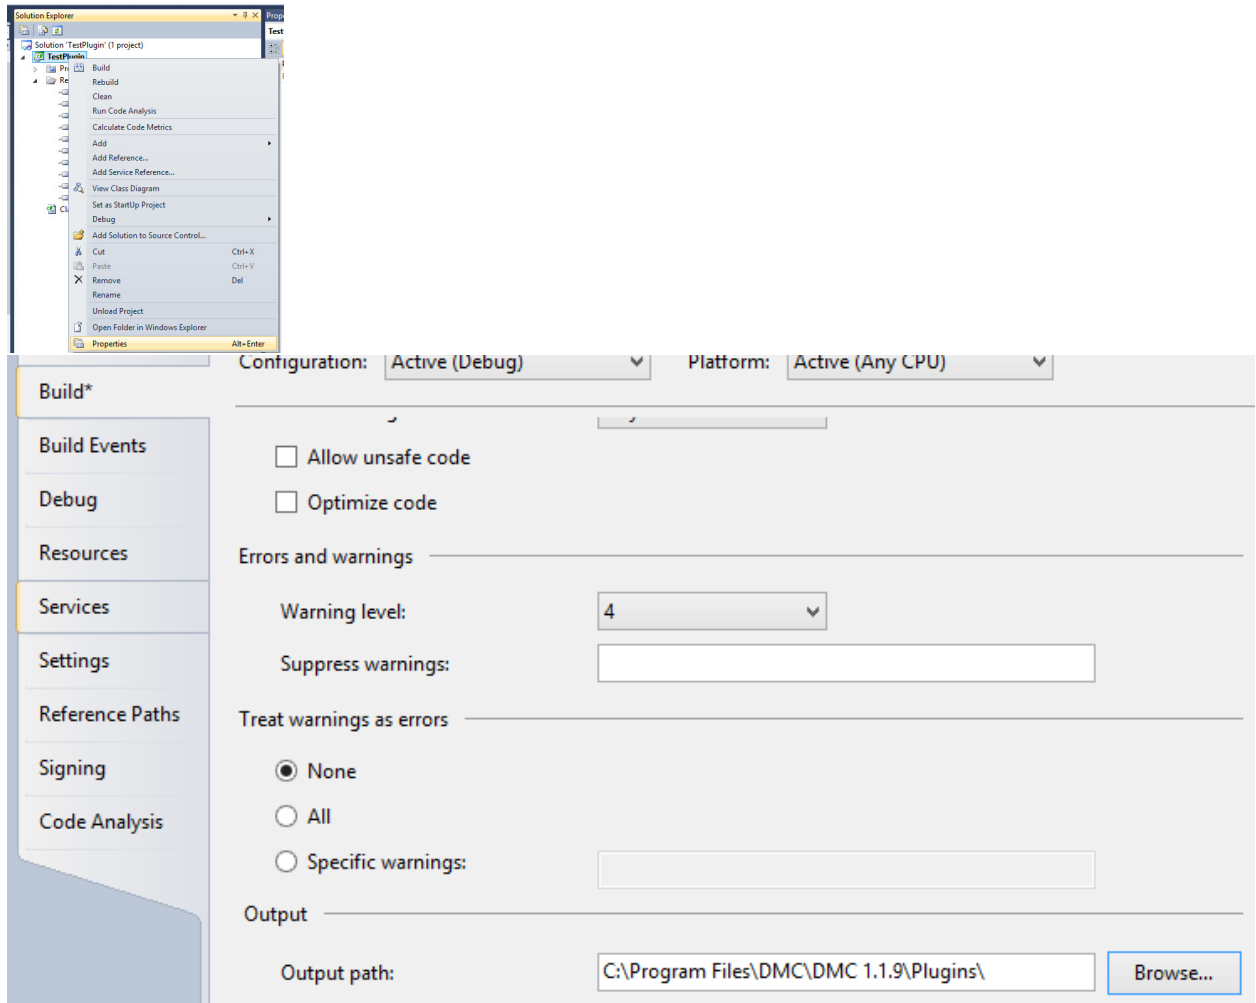 Solution Explorer
Prope
Test
Solution 'TestPlugin' (1 project)
TestPlugin
Pr
Re
Cl
Build
Rebuild
Clean
Run Code Analysis
Calculate Code Metrics
Add
Add Reference...
Add Service Reference...
View Class Diagram
Set as StartUp Project
Debug
Add Solution to Source Control...
Cut Ctrl+X
Paste Ctrl+V
Remove Del
Rename
Unload Project
Open Folder in Windows Explorer
Properties Alt+Enter
Configuration: Active (Debug) Platform: Active (Any CPU)
Build*
Build Events
Debug
Resources
Services
Settings
Reference Paths
Signing
Code Analysis
Allow unsafe code
Optimize code
Errors and warnings
Warning level: 4
Suppress warnings:
Treat warnings as errors
None
All
Specific warnings:
Output
Output path: C:\Program Files\DMC\DMC 1.1.9\Plugins\ Browse...